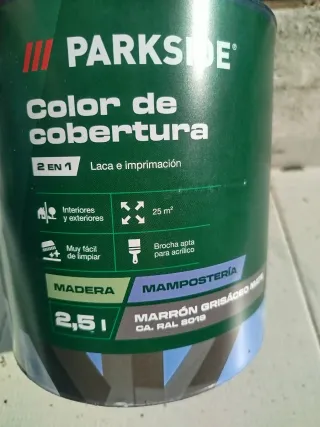 PARKSIDE®
Color de
cobertura
2 EN 1 Laca e imprimación
Interiores
y exteriores
25 m²
Muy fácil
de limpiar
Brocha apta
para acrílico
MADERA
MAMPOSTERÍA
2,5 l
MARRÓN GRISÁCEO MATE
CA. RAL 8019